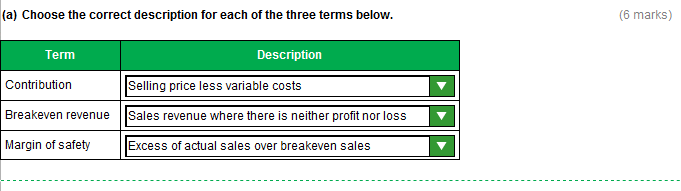 (a) Choose the correct description for each of the three terms below. (6 marks)
Term Description
Contribution Selling price less variable costs
Breakeven revenue Sales revenue where there is neither profit nor loss
Margin of safety Excess of actual sales over breakeven sales